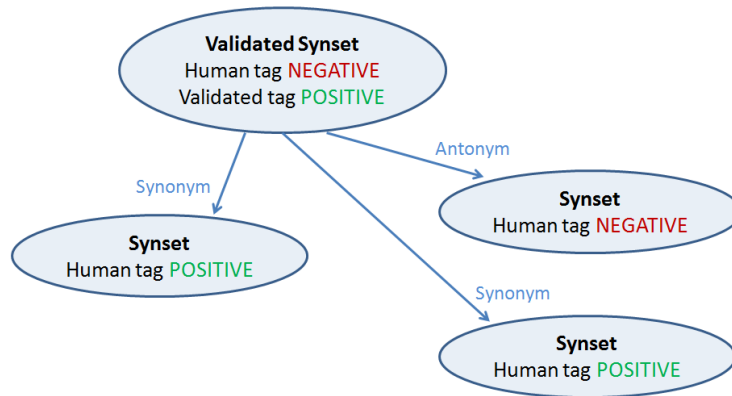 Validated Synset
Human tag NEGATIVE
Validated tag POSITIVE
Antonym
Synonym
Synset
Human tag NEGATIVE
Synset
Human tag POSITIVE
Synonym
Synset
Human tag POSITIVE